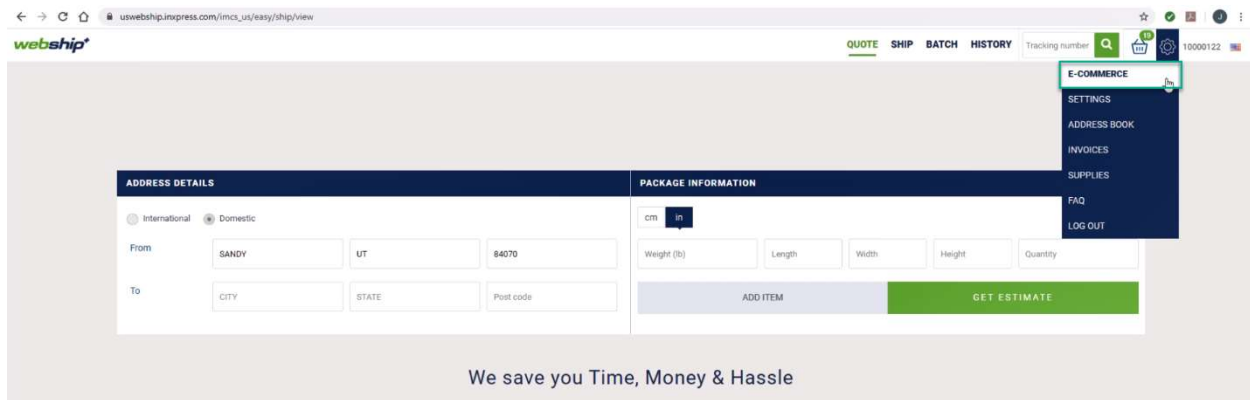 uswebship.inxpress.com/imcs_us/easy/ship/view
J
webship+
QUOTE SHIP BATCH HISTORY Tracking number 19 10000122
E-COMMERCE
SETTINGS
ADDRESS BOOK
INVOICES
SUPPLIES
FAQ
LOG OUT
ADDRESS DETAILS
International Domestic
From SANDY UT 84070
To CITY STATE Post code
PACKAGE INFORMATION
cm in
Weight (lb) Length Width Height Quantity
ADD ITEM GET ESTIMATE
We save you Time, Money & Hassle